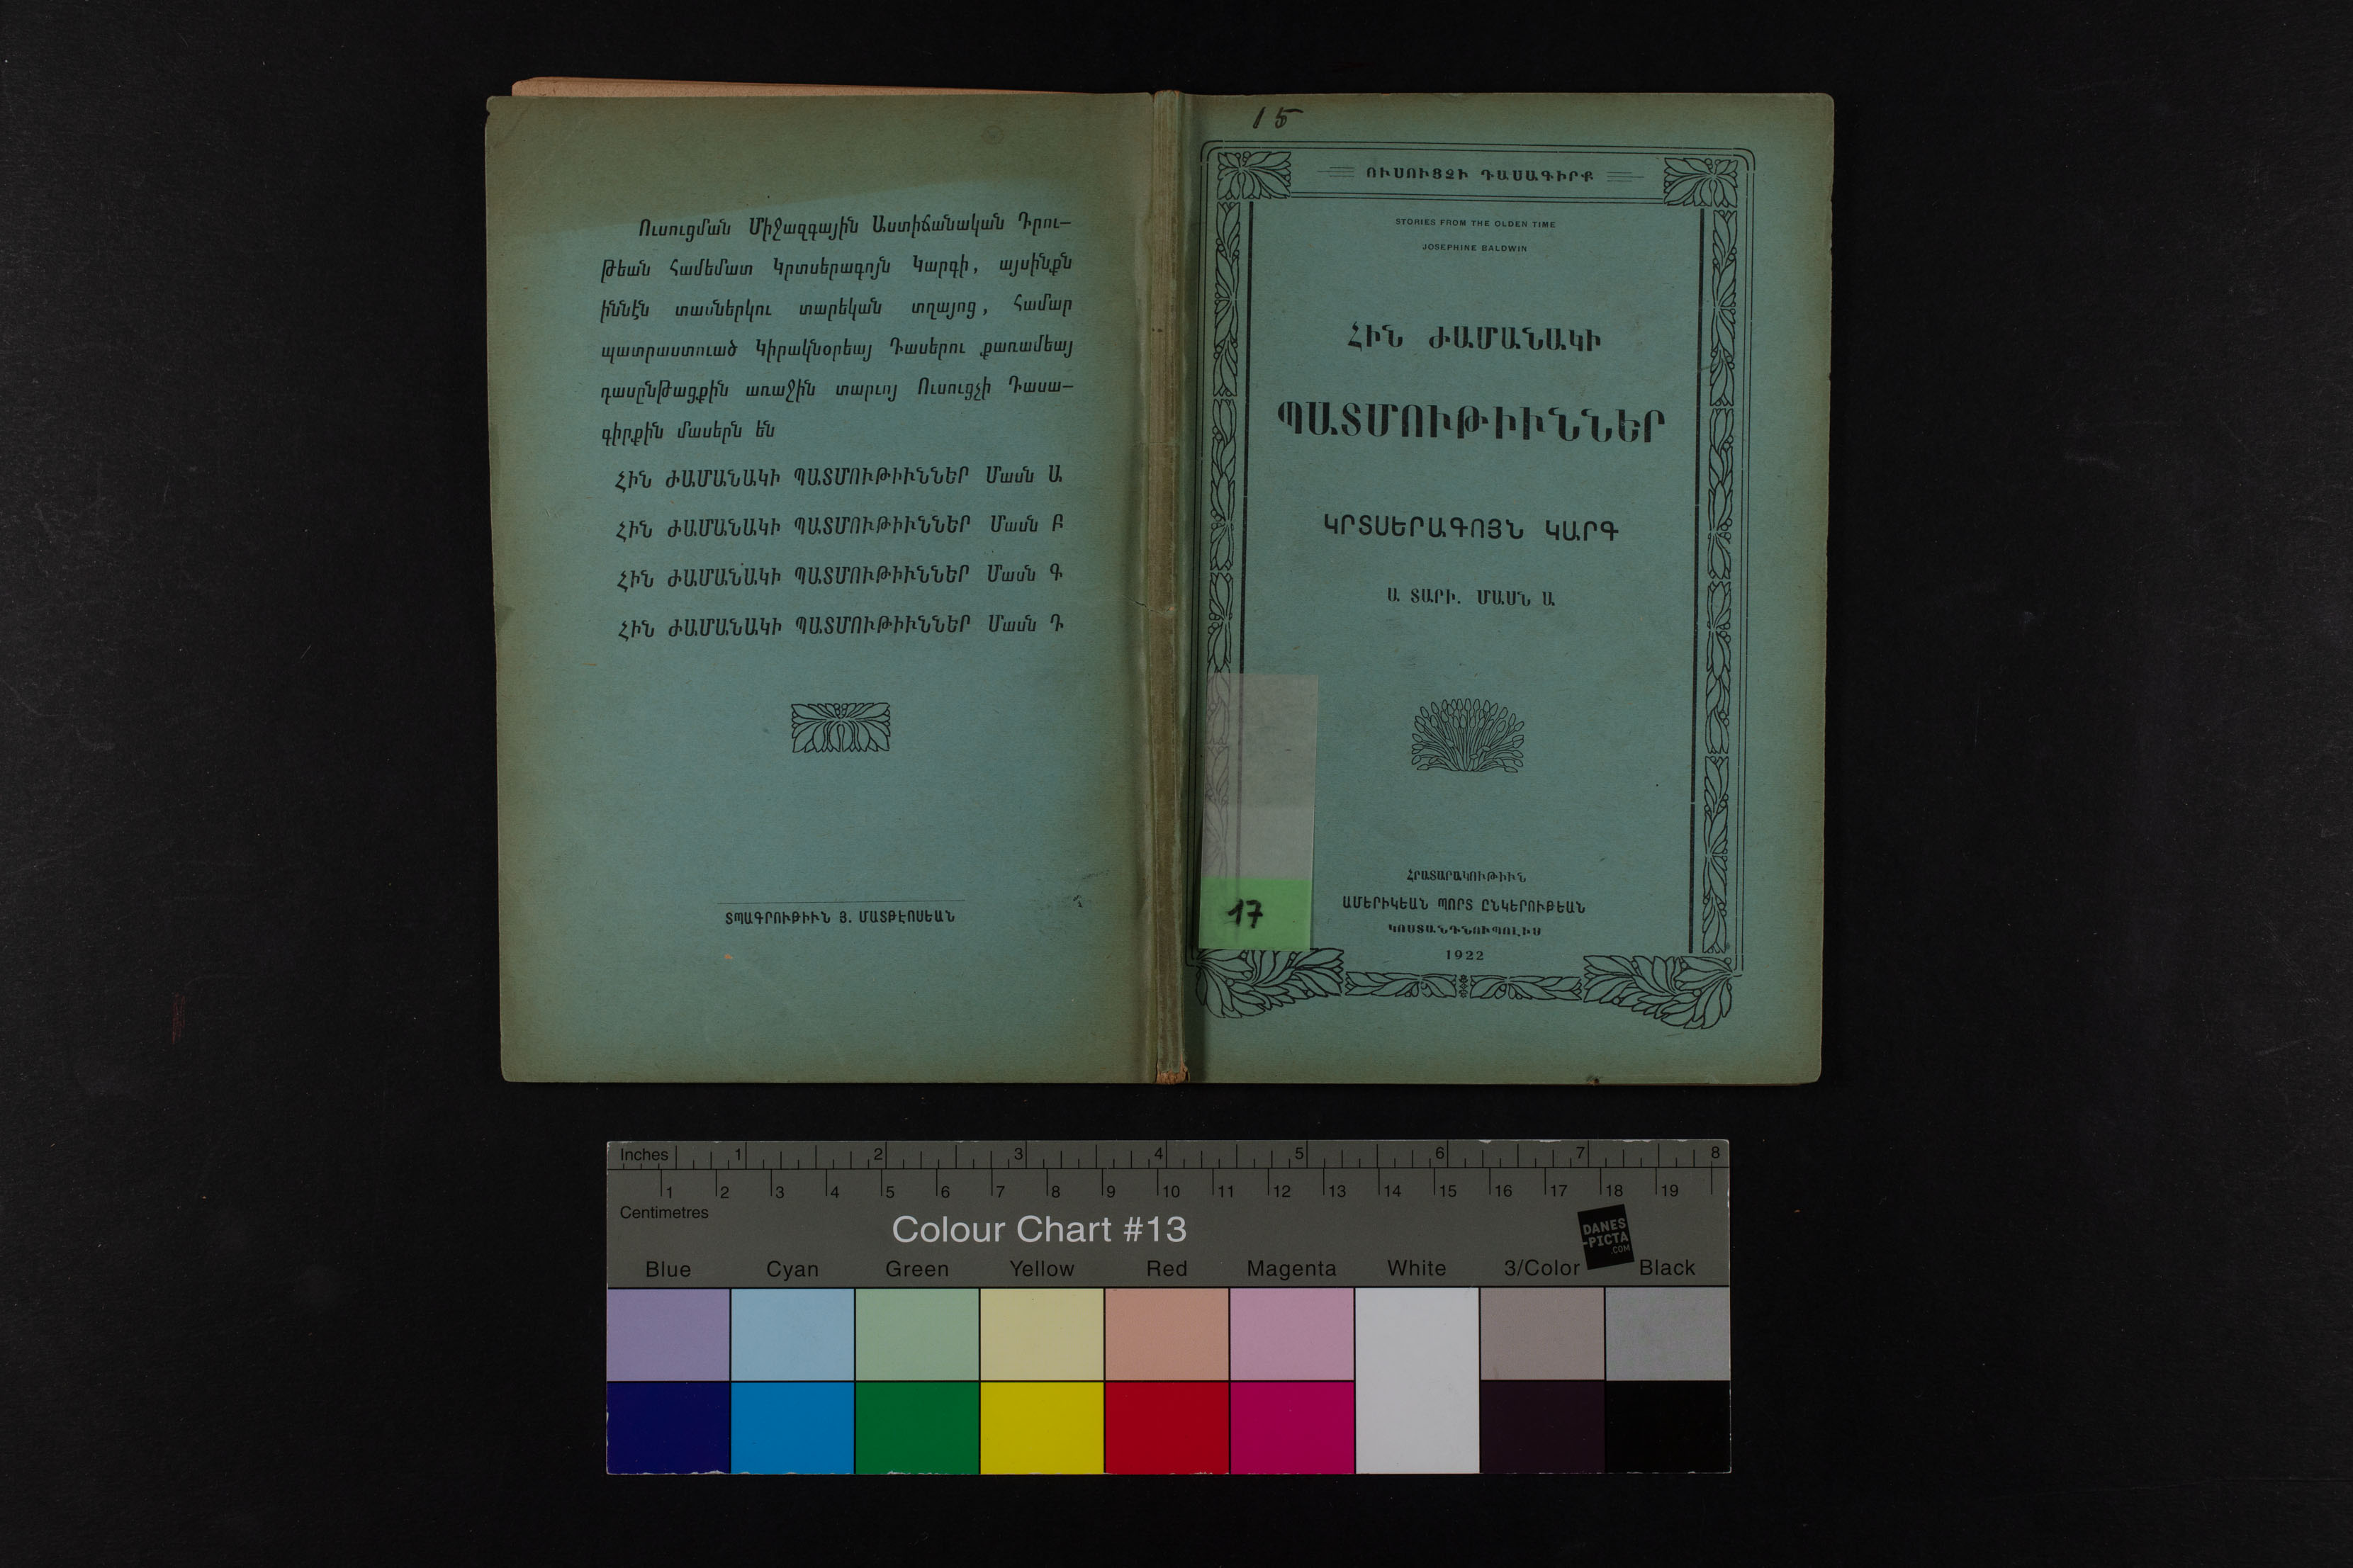 Ուսուցման Միջազգային Աստիճանական Դրու-
թեան Համեմատ Կրտսերագոյն Կարգի, այսինքն
իննէն տասներկու տարեկան տղայոց, Համար
պատրաստուած Կիրակնօրեայ Դասերու քառամեայ
դասընթացքին առաջին տարւոյ Ուսուցչի Դասա-
գիրքին մասերն են
ՀԻՆ ԺԱՄԱՆԱԿԻ ՊԱՏՄՈՒԹԻՒՆՆԵՐ Մասն Ա
ՀԻՆ ԺԱՄԱՆԱԿԻ ՊԱՏՄՈՒԹԻՒՆՆԵՐ Մասն Բ
ՀԻՆ ԺԱՄԱՆԱԿԻ ՊԱՏՄՈՒԹԻՒՆՆԵՐ Մասն Գ
ՀԻՆ ԺԱՄԱՆԱԿԻ ՊԱՏՄՈՒԹԻՒՆՆԵՐ Մասն Դ
ՏՊԱԳՐՈՒԹԻՒՆ Յ. ՄԱՏԹԷՈՍԵԱՆ
15
ՈՒՍՈՒՑՉԻ ԴԱՍԱԳԻՐՔ
STORIES FROM THE OLDEN TIME
JOSEPHINE BALDWIN
ՀԻՆ ԺԱՄԱՆԱԿԻ
ՊԱՏՄՈՒԹԻՒՆՆԵՐ
ԿՐՏՍԵՐԱԳՈՅՆ ԿԱՐԳ
Ա ՏԱՐԻ. ՄԱՍՆ Ա
ՀՐԱՏԱՐԱԿՈՒԹԻՒՆ
ԱՄԵՐԻԿԵԱՆ ՊՈՐՏ ԸՆԿԵՐՈՒԹԵԱՆ
ԿՈՍՏԱՆԴՆՈՒՊՈԼԻՍ
1922
17
Inches 1 2 3 4 5 6 7 8
1 2 3 4 5 6 7 8 9 10 11 12 13 14 15 16 17 18 19
Centimetres
Colour Chart #13
DANES
-PICTA
.COM
Blue Cyan Green Yellow Red Magenta White 3/Color Black